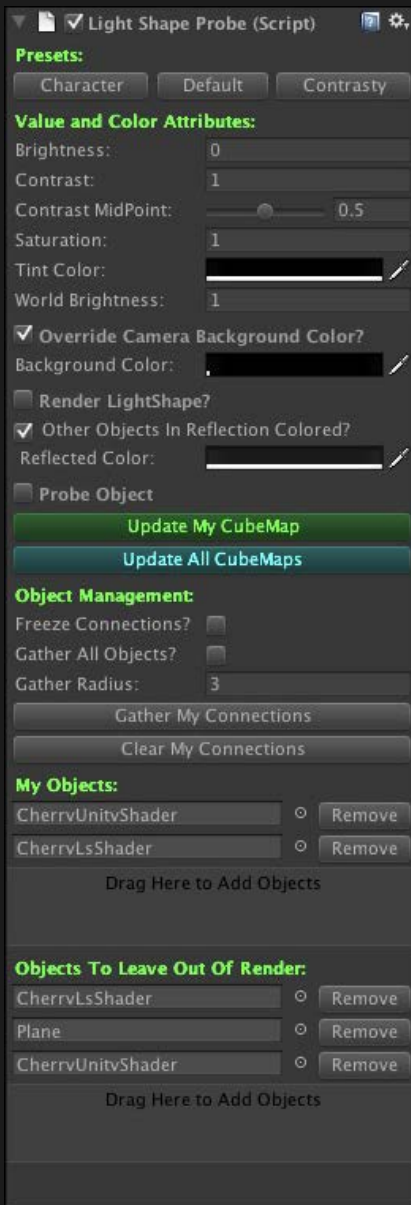 Light Shape Probe (Script)
Presets:
Character Default Contrasty
Value and Color Attributes:
Brightness: 0
Contrast: 1
Contrast MidPoint: 0.5
Saturation: 1
Tint Color:
World Brightness: 1
Override Camera Background Color?
Background Color:
Render LightShape?
Other Objects In Reflection Colored?
Reflected Color:
Probe Object
Update My CubeMap
Update All CubeMaps
Object Management:
Freeze Connections?
Gather All Objects?
Gather Radius: 3
Gather My Connections
Clear My Connections
My Objects:
CherryUnityShader Remove
CherryLsShader Remove
Drag Here to Add Objects
Objects To Leave Out Of Render:
CherryLsShader Remove
Plane Remove
CherryUnityShader Remove
Drag Here to Add Objects